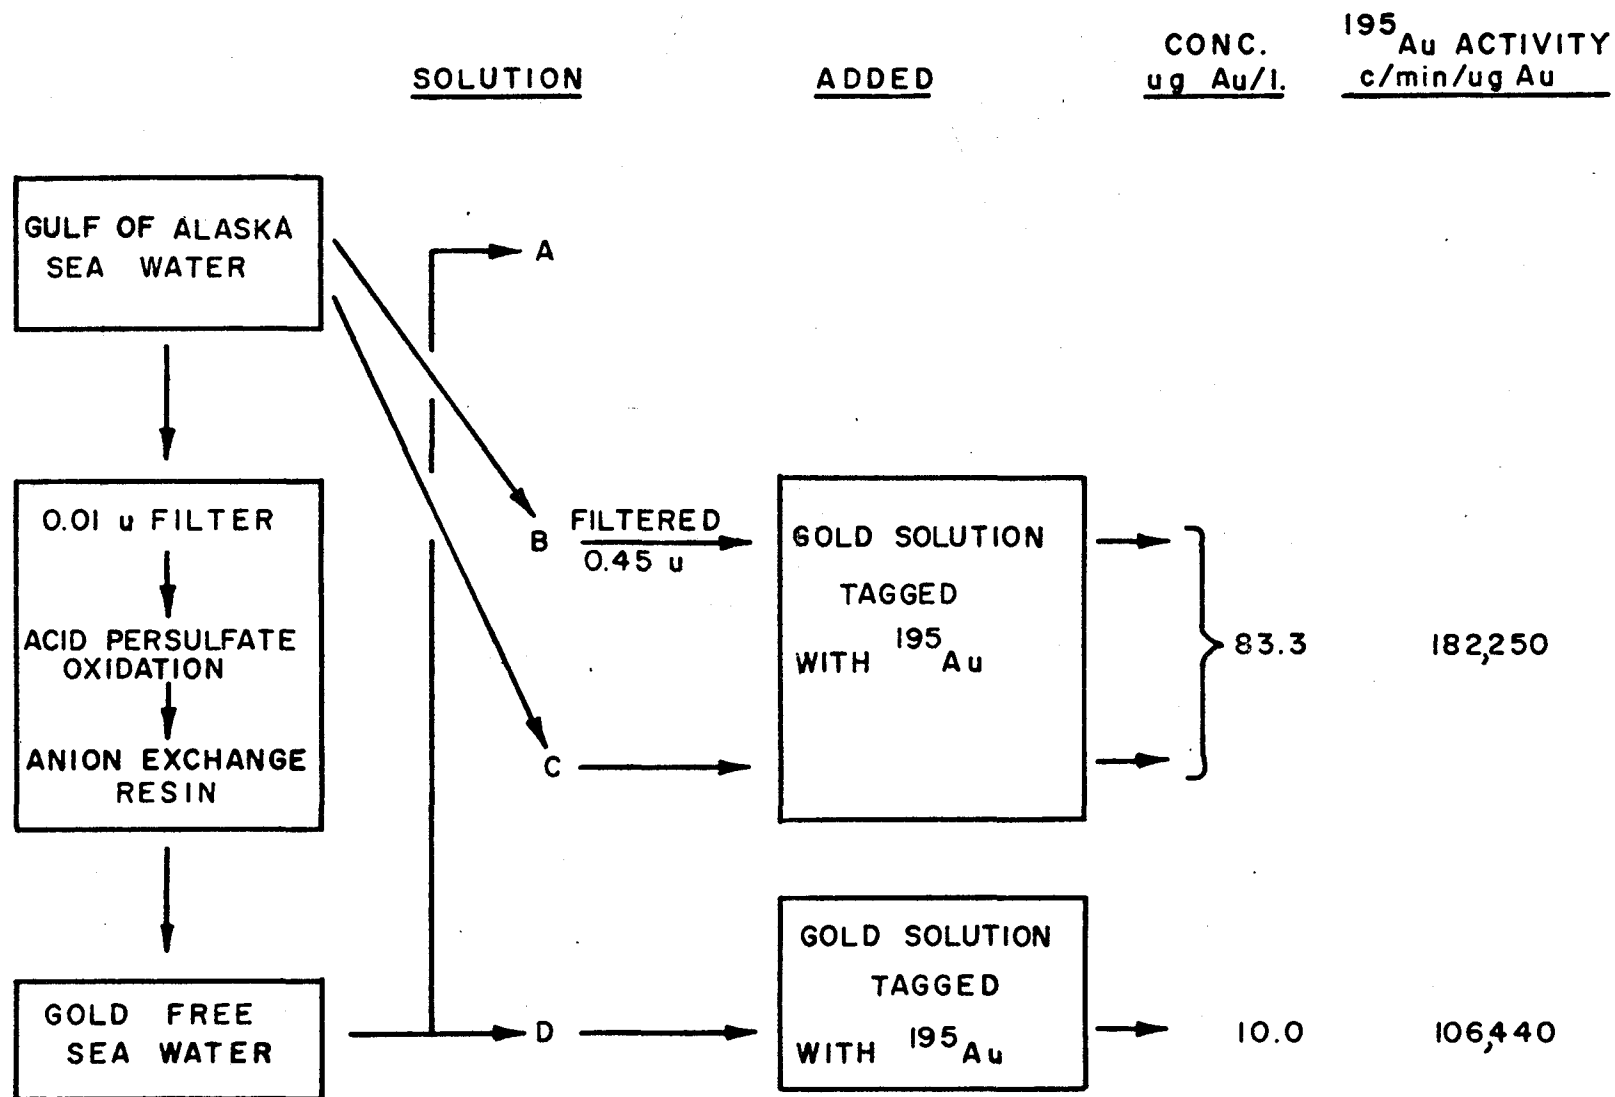 SOLUTION
ADDED
CONC.
ug Au/l.
195Au ACTIVITY
c/min/ug Au
GULF OF ALASKA
SEA WATER
A
0.01 u FILTER
ACID PERSULFATE
OXIDATION
ANION EXCHANGE
RESIN
B
FILTERED
0.45 u
C
GOLD SOLUTION
TAGGED
WITH 195Au
83.3
182,250
GOLD FREE
SEA WATER
D
GOLD SOLUTION
TAGGED
WITH 195Au
10.0
106,440